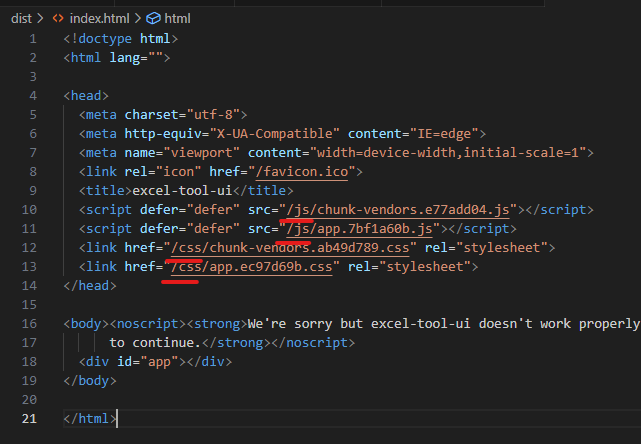 dist > index.html > html
1 <!doctype html>
2 <html lang="">
3
4 <head>
5 <meta charset="utf-8">
6 <meta http-equiv="X-UA-Compatible" content="IE=edge">
7 <meta name="viewport" content="width=device-width,initial-scale=1">
8 <link rel="icon" href="/favicon.ico">
9 <title>excel-tool-ui</title>
10 <script defer="defer" src="/js/chunk-vendors.e77add04.js"></script>
11 <script defer="defer" src="/js/app.7bf1a60b.js"></script>
12 <link href="/css/chunk-vendors.ab49d789.css" rel="stylesheet">
13 <link href="/css/app.ec97d69b.css" rel="stylesheet">
14 </head>
15
16 <body><noscript><strong>We're sorry but excel-tool-ui doesn't work properly
17 to continue.</strong></noscript>
18 <div id="app"></div>
19 </body>
20
21 </html>